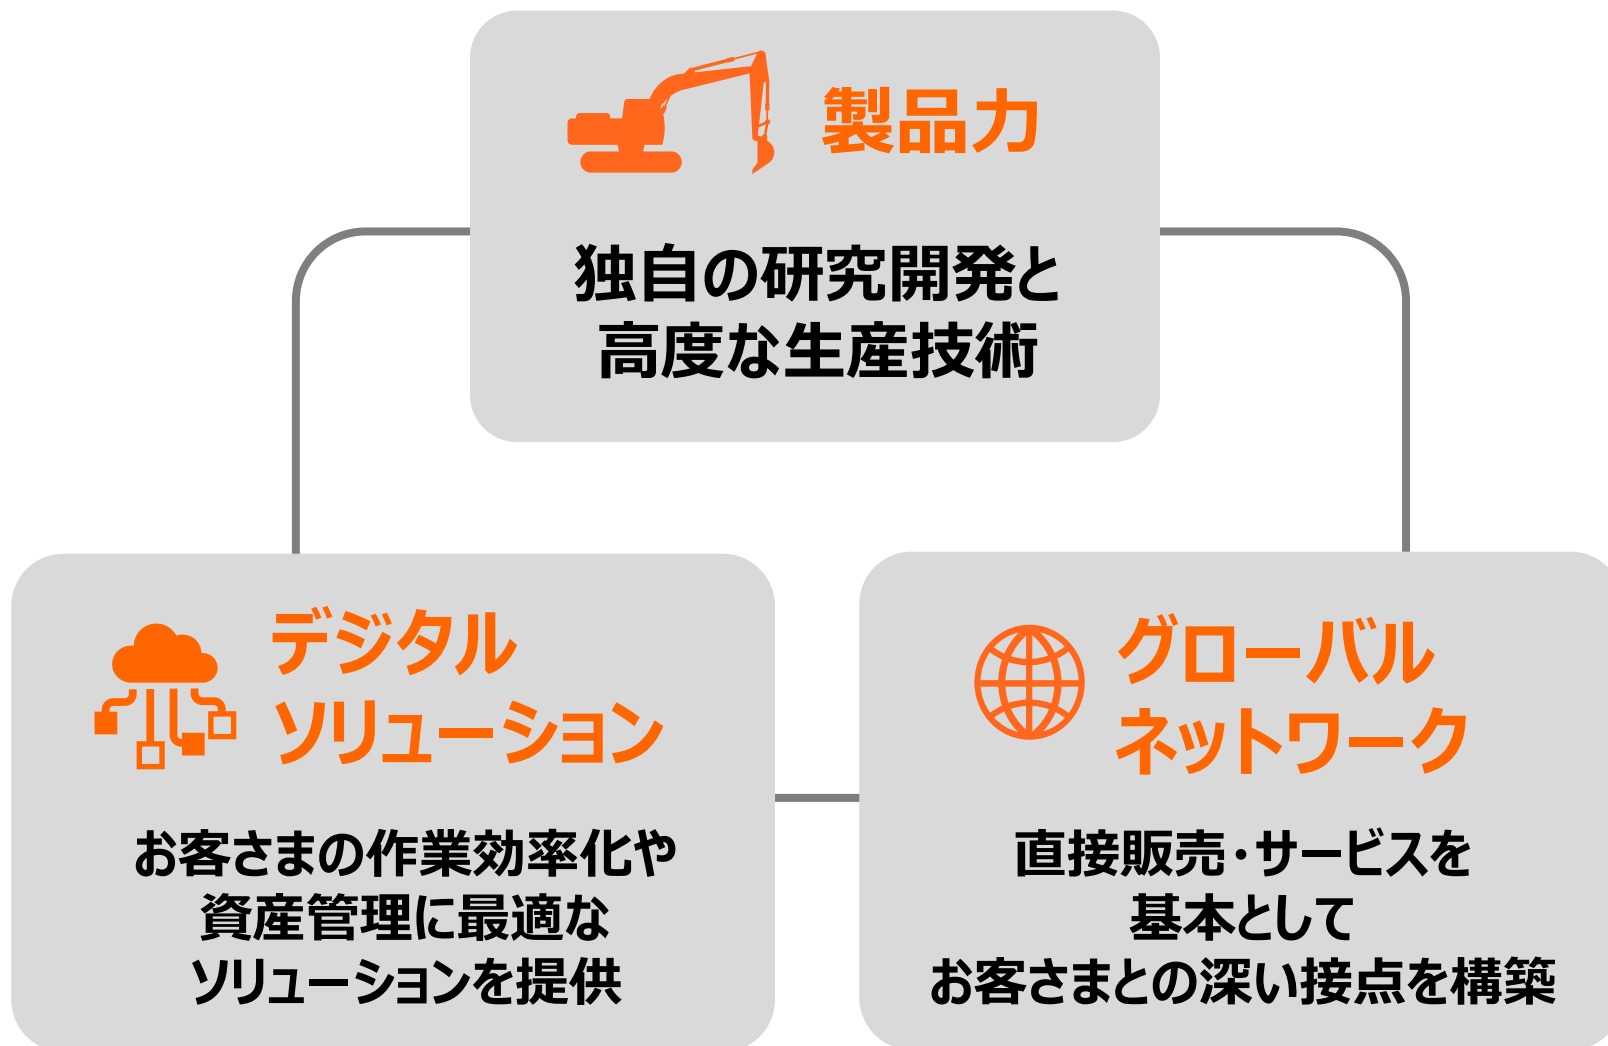 製品力
独自の研究開発と
高度な生産技術
デジタル
ソリューション
お客さまの作業効率化や
資産管理に最適な
ソリューションを提供
グローバル
ネットワーク
直接販売・サービスを
基本として
お客さまとの深い接点を構築